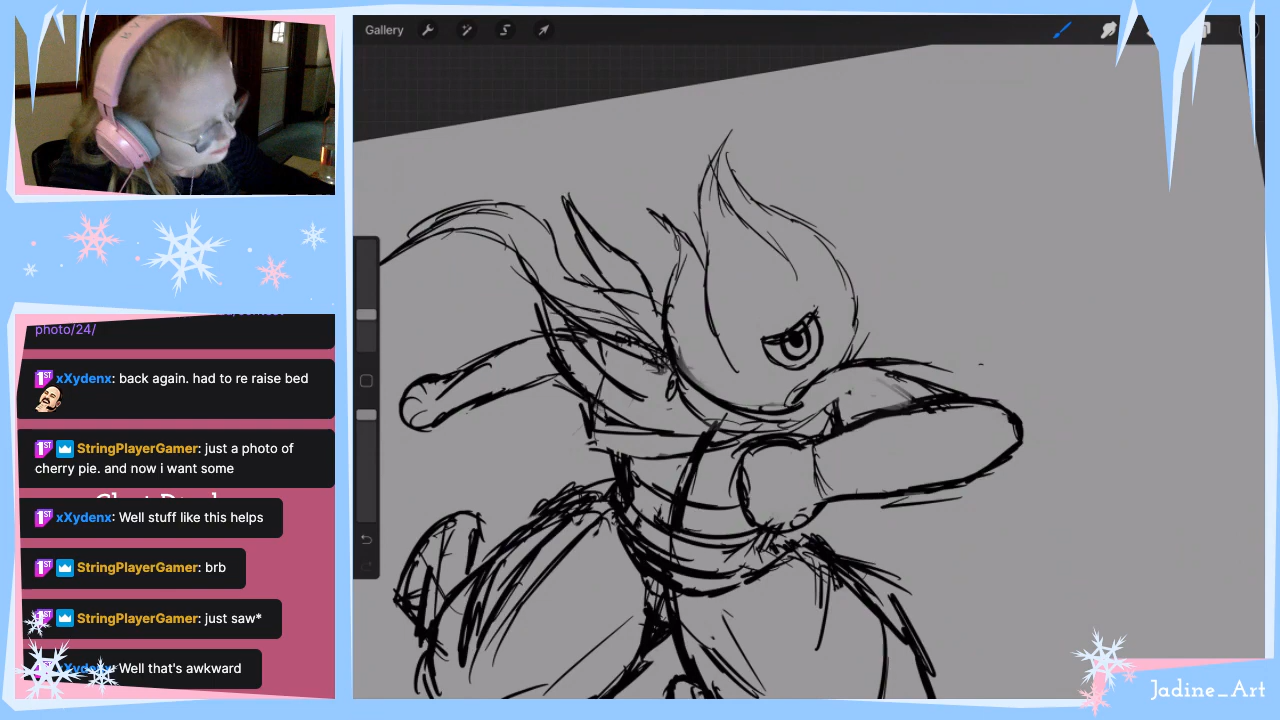 Gallery
photo/24/
xXydenx: back again. had to re raise bed
StringPlayerGamer: just a photo of
cherry pie. and now i want some
xXydenx: Well stuff like this helps
StringPlayerGamer: brb
StringPlayerGamer: just saw*
xXydenx: Well that's awkward
Jadine_Art